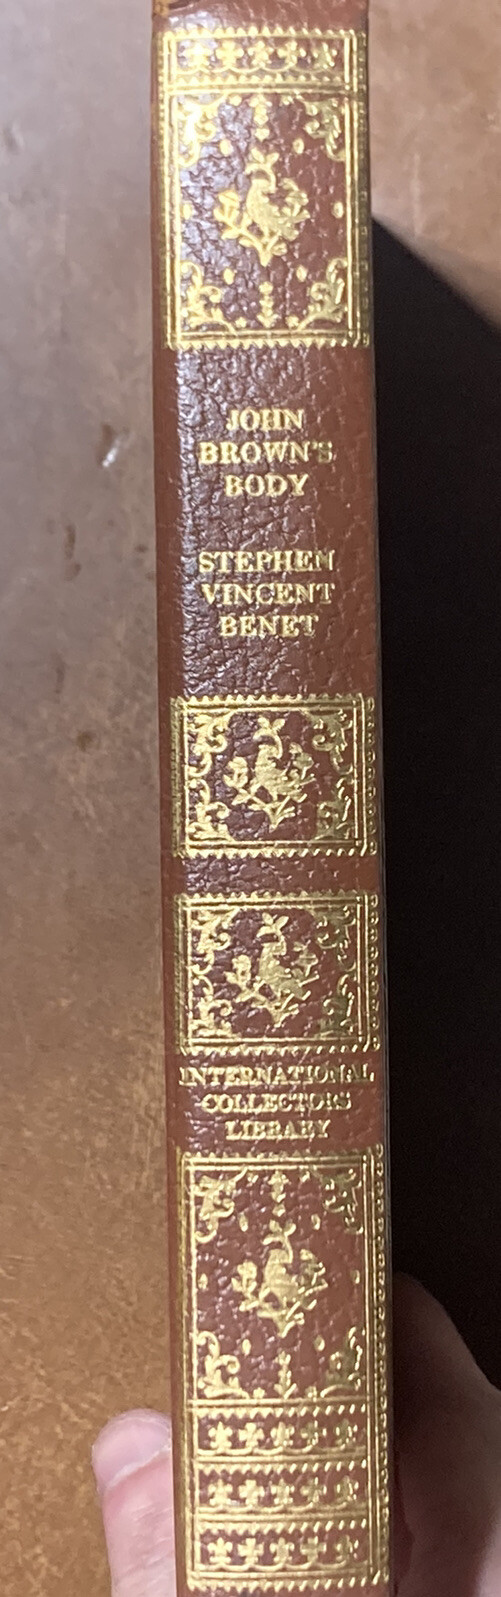 JOHN
BROWN'S
BODY
STEPHEN
VINCENT
BENET
INTERNATIONAL
COLLECTORS
LIBRARY